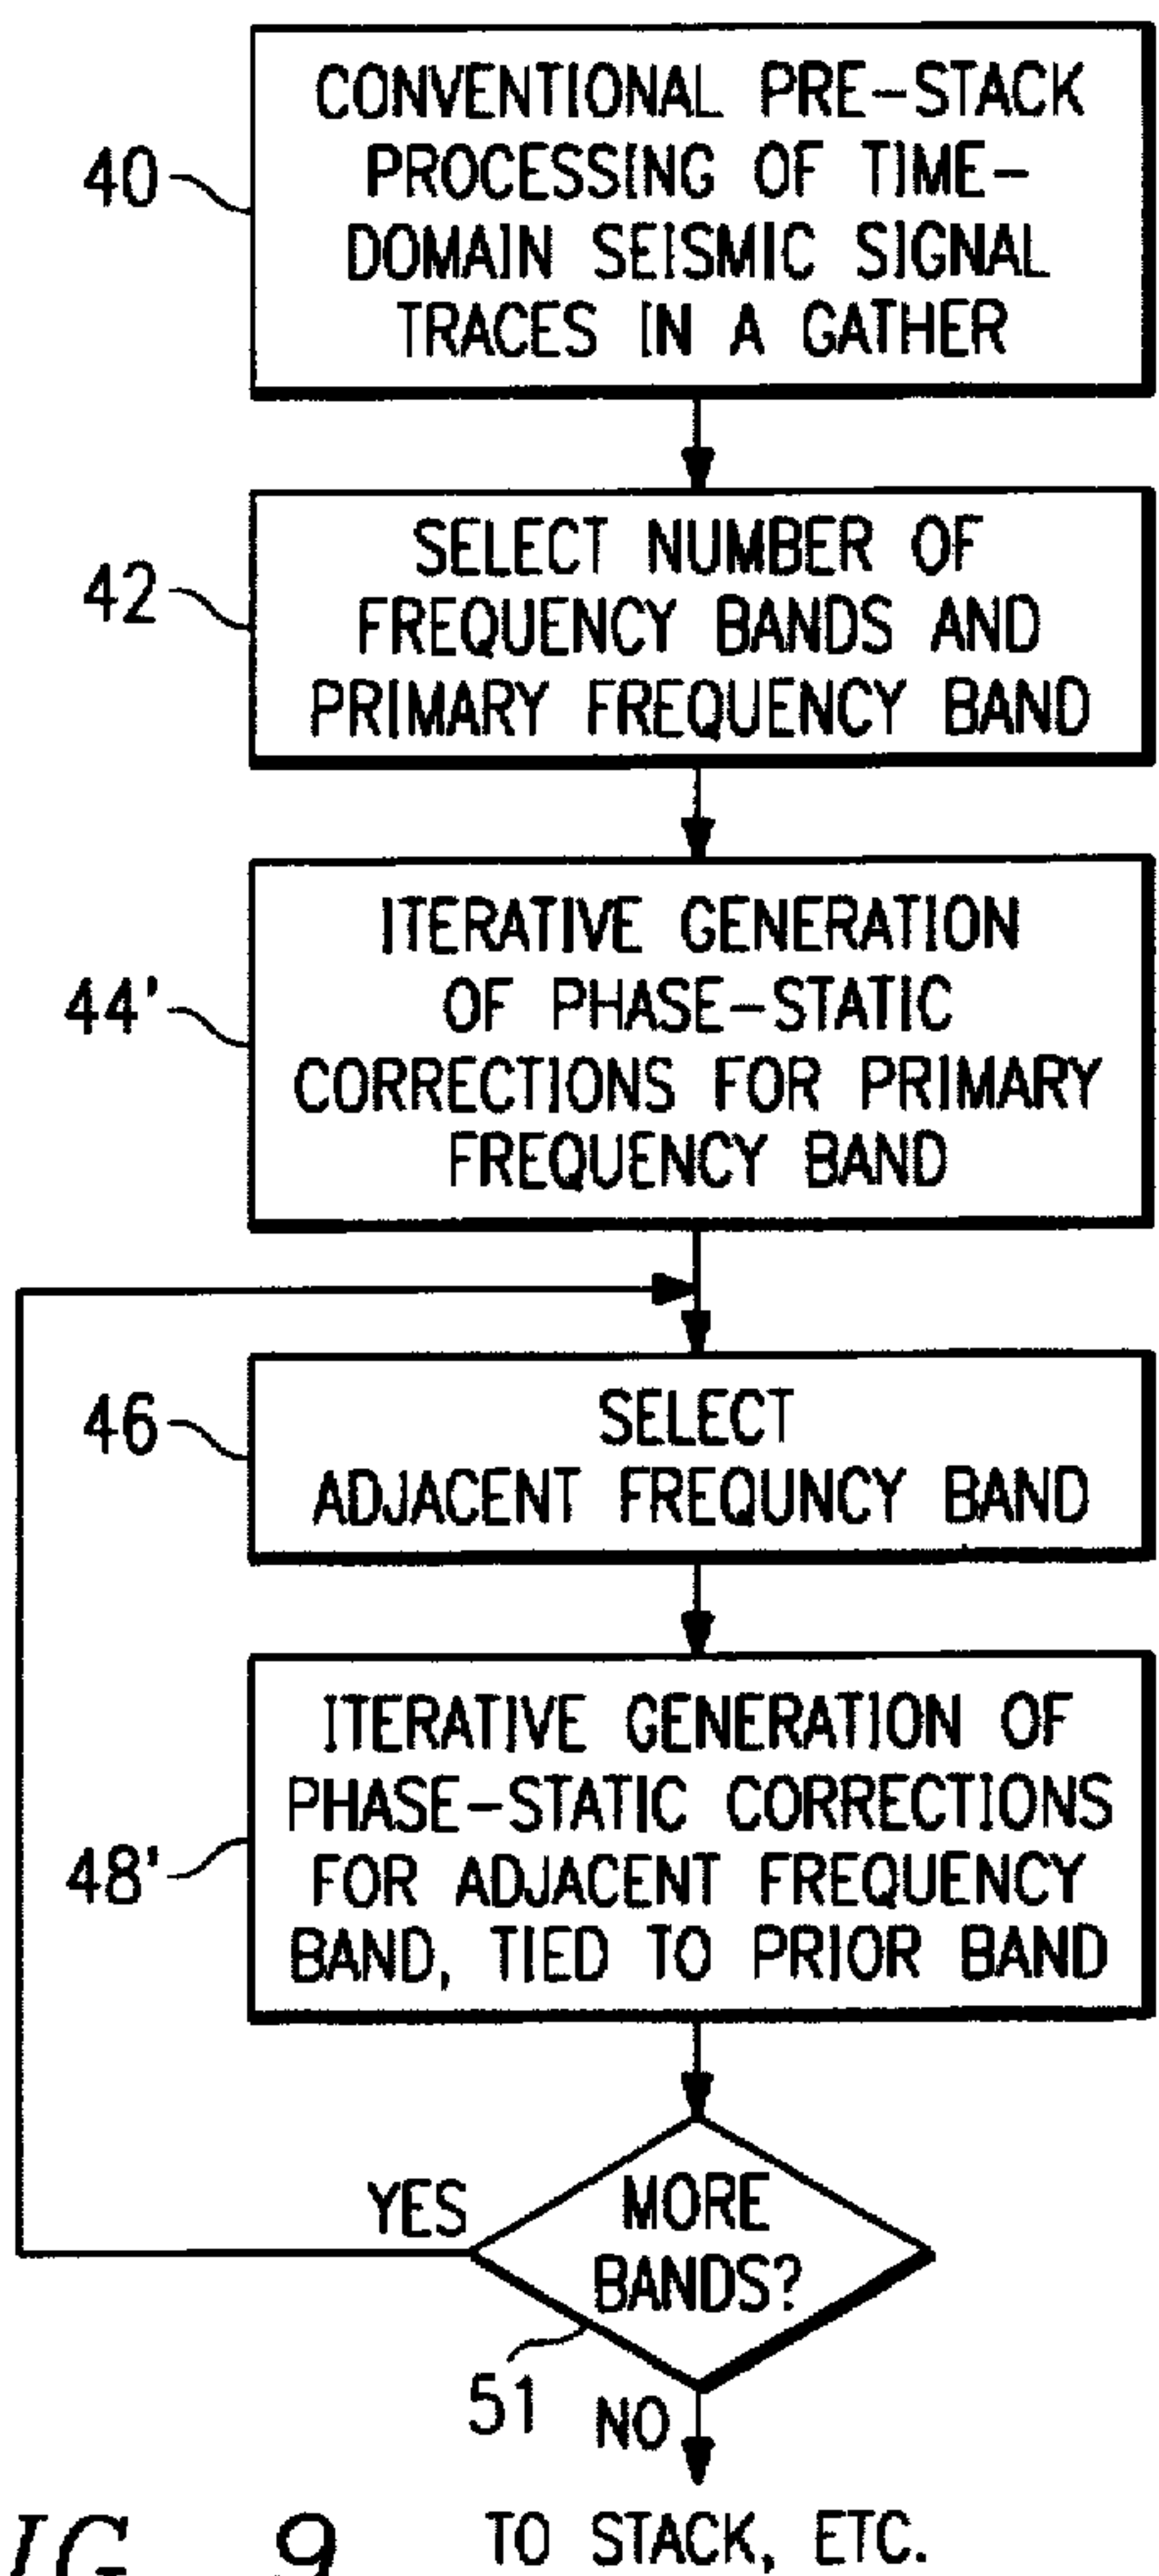 CONVENTIONAL PRE-STACK
PROCESSING OF TIME-
DOMAIN SEISMIC SIGNAL
TRACES IN A GATHER
40
SELECT NUMBER OF
FREQUENCY BANDS AND
PRIMARY FREQUENCY BAND
42
ITERATIVE GENERATION
OF PHASE-STATIC
CORRECTIONS FOR PRIMARY
FREQUENCY BAND
44'
SELECT
ADJACENT FREQUNCY BAND
46
ITERATIVE GENERATION OF
PHASE-STATIC CORRECTIONS
FOR ADJACENT FREQUENCY
BAND, TIED TO PRIOR BAND
48'
YES
MORE
BANDS?
51
NO
TO STACK, ETC.
IG. 9